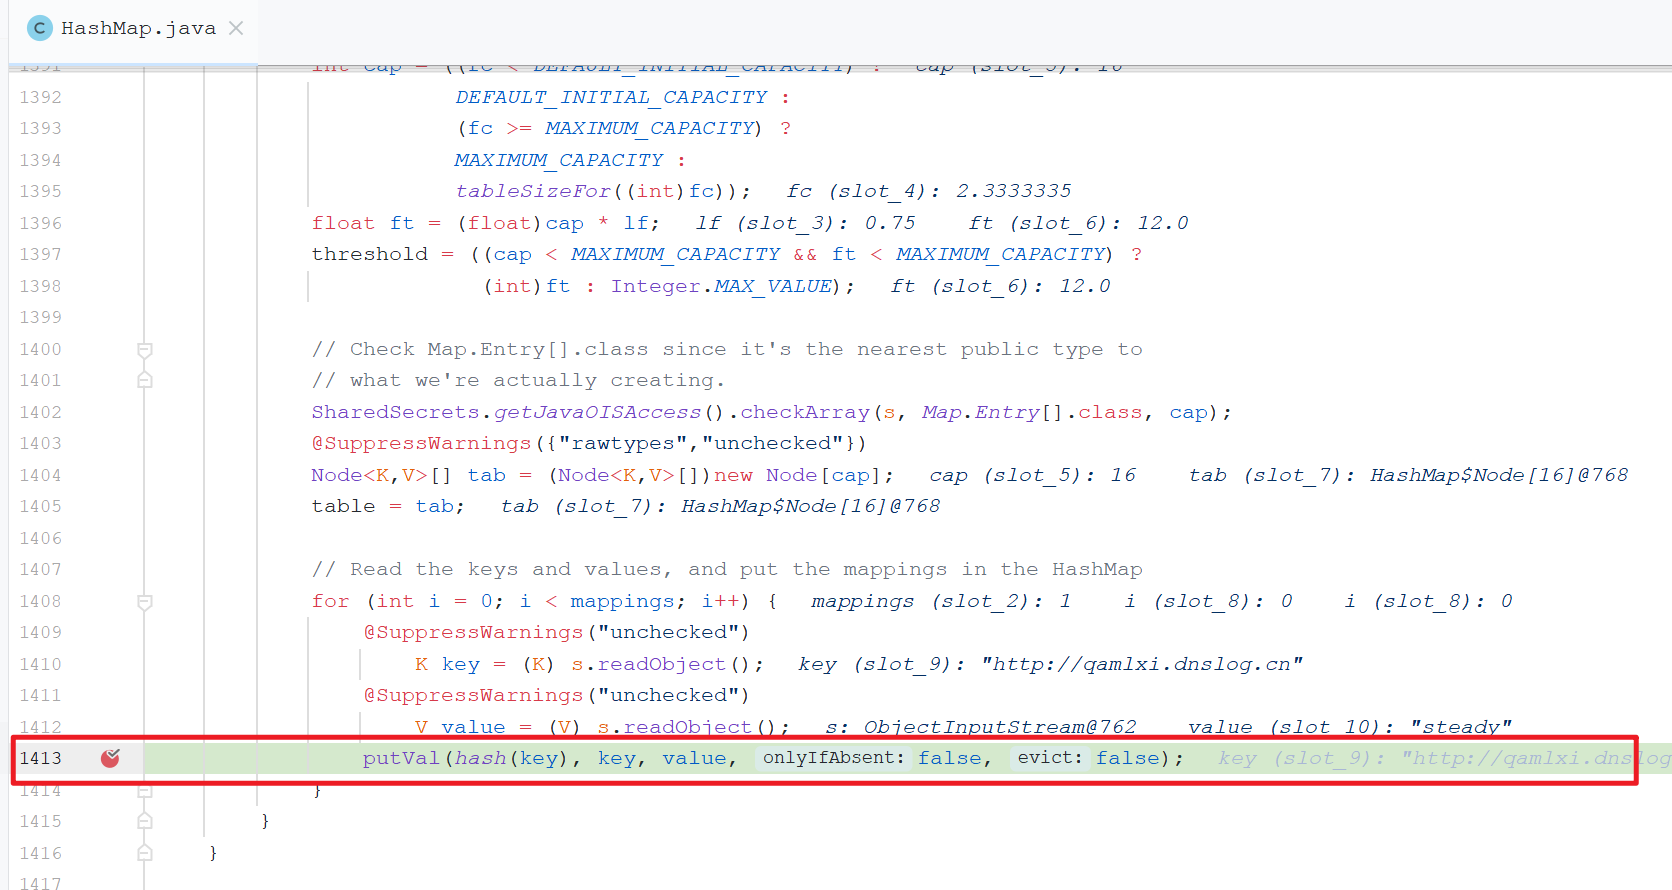 C HashMap.java
1391 int cap = ((fc < DEFAULT_INITIAL_CAPACITY) ? cap (slot_5): 16
1392 DEFAULT_INITIAL_CAPACITY :
1393 (fc >= MAXIMUM_CAPACITY) ?
1394 MAXIMUM_CAPACITY :
1395 tableSizeFor((int)fc)); fc (slot_4): 2.3333335
1396 float ft = (float)cap * lf; lf (slot_3): 0.75 ft (slot_6): 12.0
1397 threshold = ((cap < MAXIMUM_CAPACITY && ft < MAXIMUM_CAPACITY) ?
1398 (int)ft : Integer.MAX_VALUE); ft (slot_6): 12.0
1399
1400 // Check Map.Entry[].class since it's the nearest public type to
1401 // what we're actually creating.
1402 SharedSecrets.getJavaOISAccess().checkArray(s, Map.Entry[].class, cap);
1403 @SuppressWarnings({"rawtypes","unchecked"})
1404 Node<K,V>[] tab = (Node<K,V>[])new Node[cap]; cap (slot_5): 16 tab (slot_7): HashMap$Node[16]@768
1405 table = tab; tab (slot_7): HashMap$Node[16]@768
1406
1407 // Read the keys and values, and put the mappings in the HashMap
1408 for (int i = 0; i < mappings; i++) { mappings (slot_2): 1 i (slot_8): 0 i (slot_8): 0
1409 @SuppressWarnings("unchecked")
1410 K key = (K) s.readObject(); key (slot_9): "http://qamlxi.dnslog.cn"
1411 @SuppressWarnings("unchecked")
1412 V value = (V) s.readObject(); s: ObjectInputStream@762 value (slot_10): "steady"
1413 putVal(hash(key), key, value, onlyIfAbsent: false, evict: false); key (slot_9): "http://qamlxi.dnslog
1414 }
1415 }
1416 }
1417